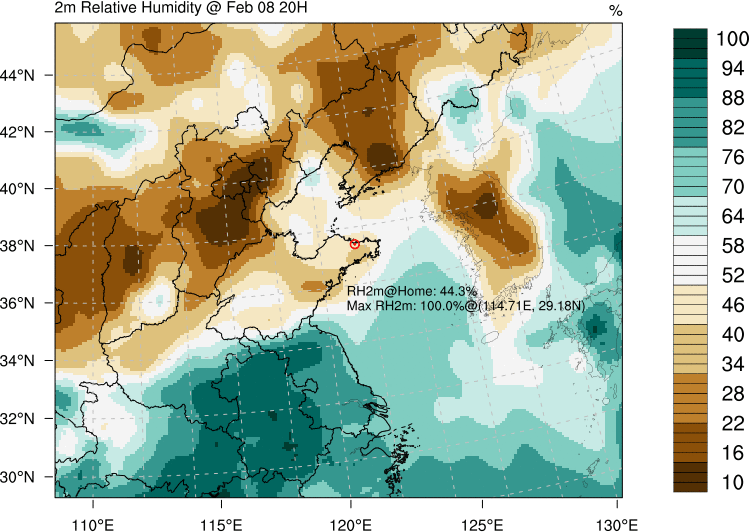 2m Relative Humidity @ Feb 08 20H
%
44°N
42°N
40°N
38°N
36°N
34°N
32°N
30°N
110°E
115°E
120°E
125°E
130°E
RH2m@Home: 44.3%
Max RH2m: 100.0%@(114.71E, 29.18N)
100
94
88
82
76
70
64
58
52
46
40
34
28
22
16
10